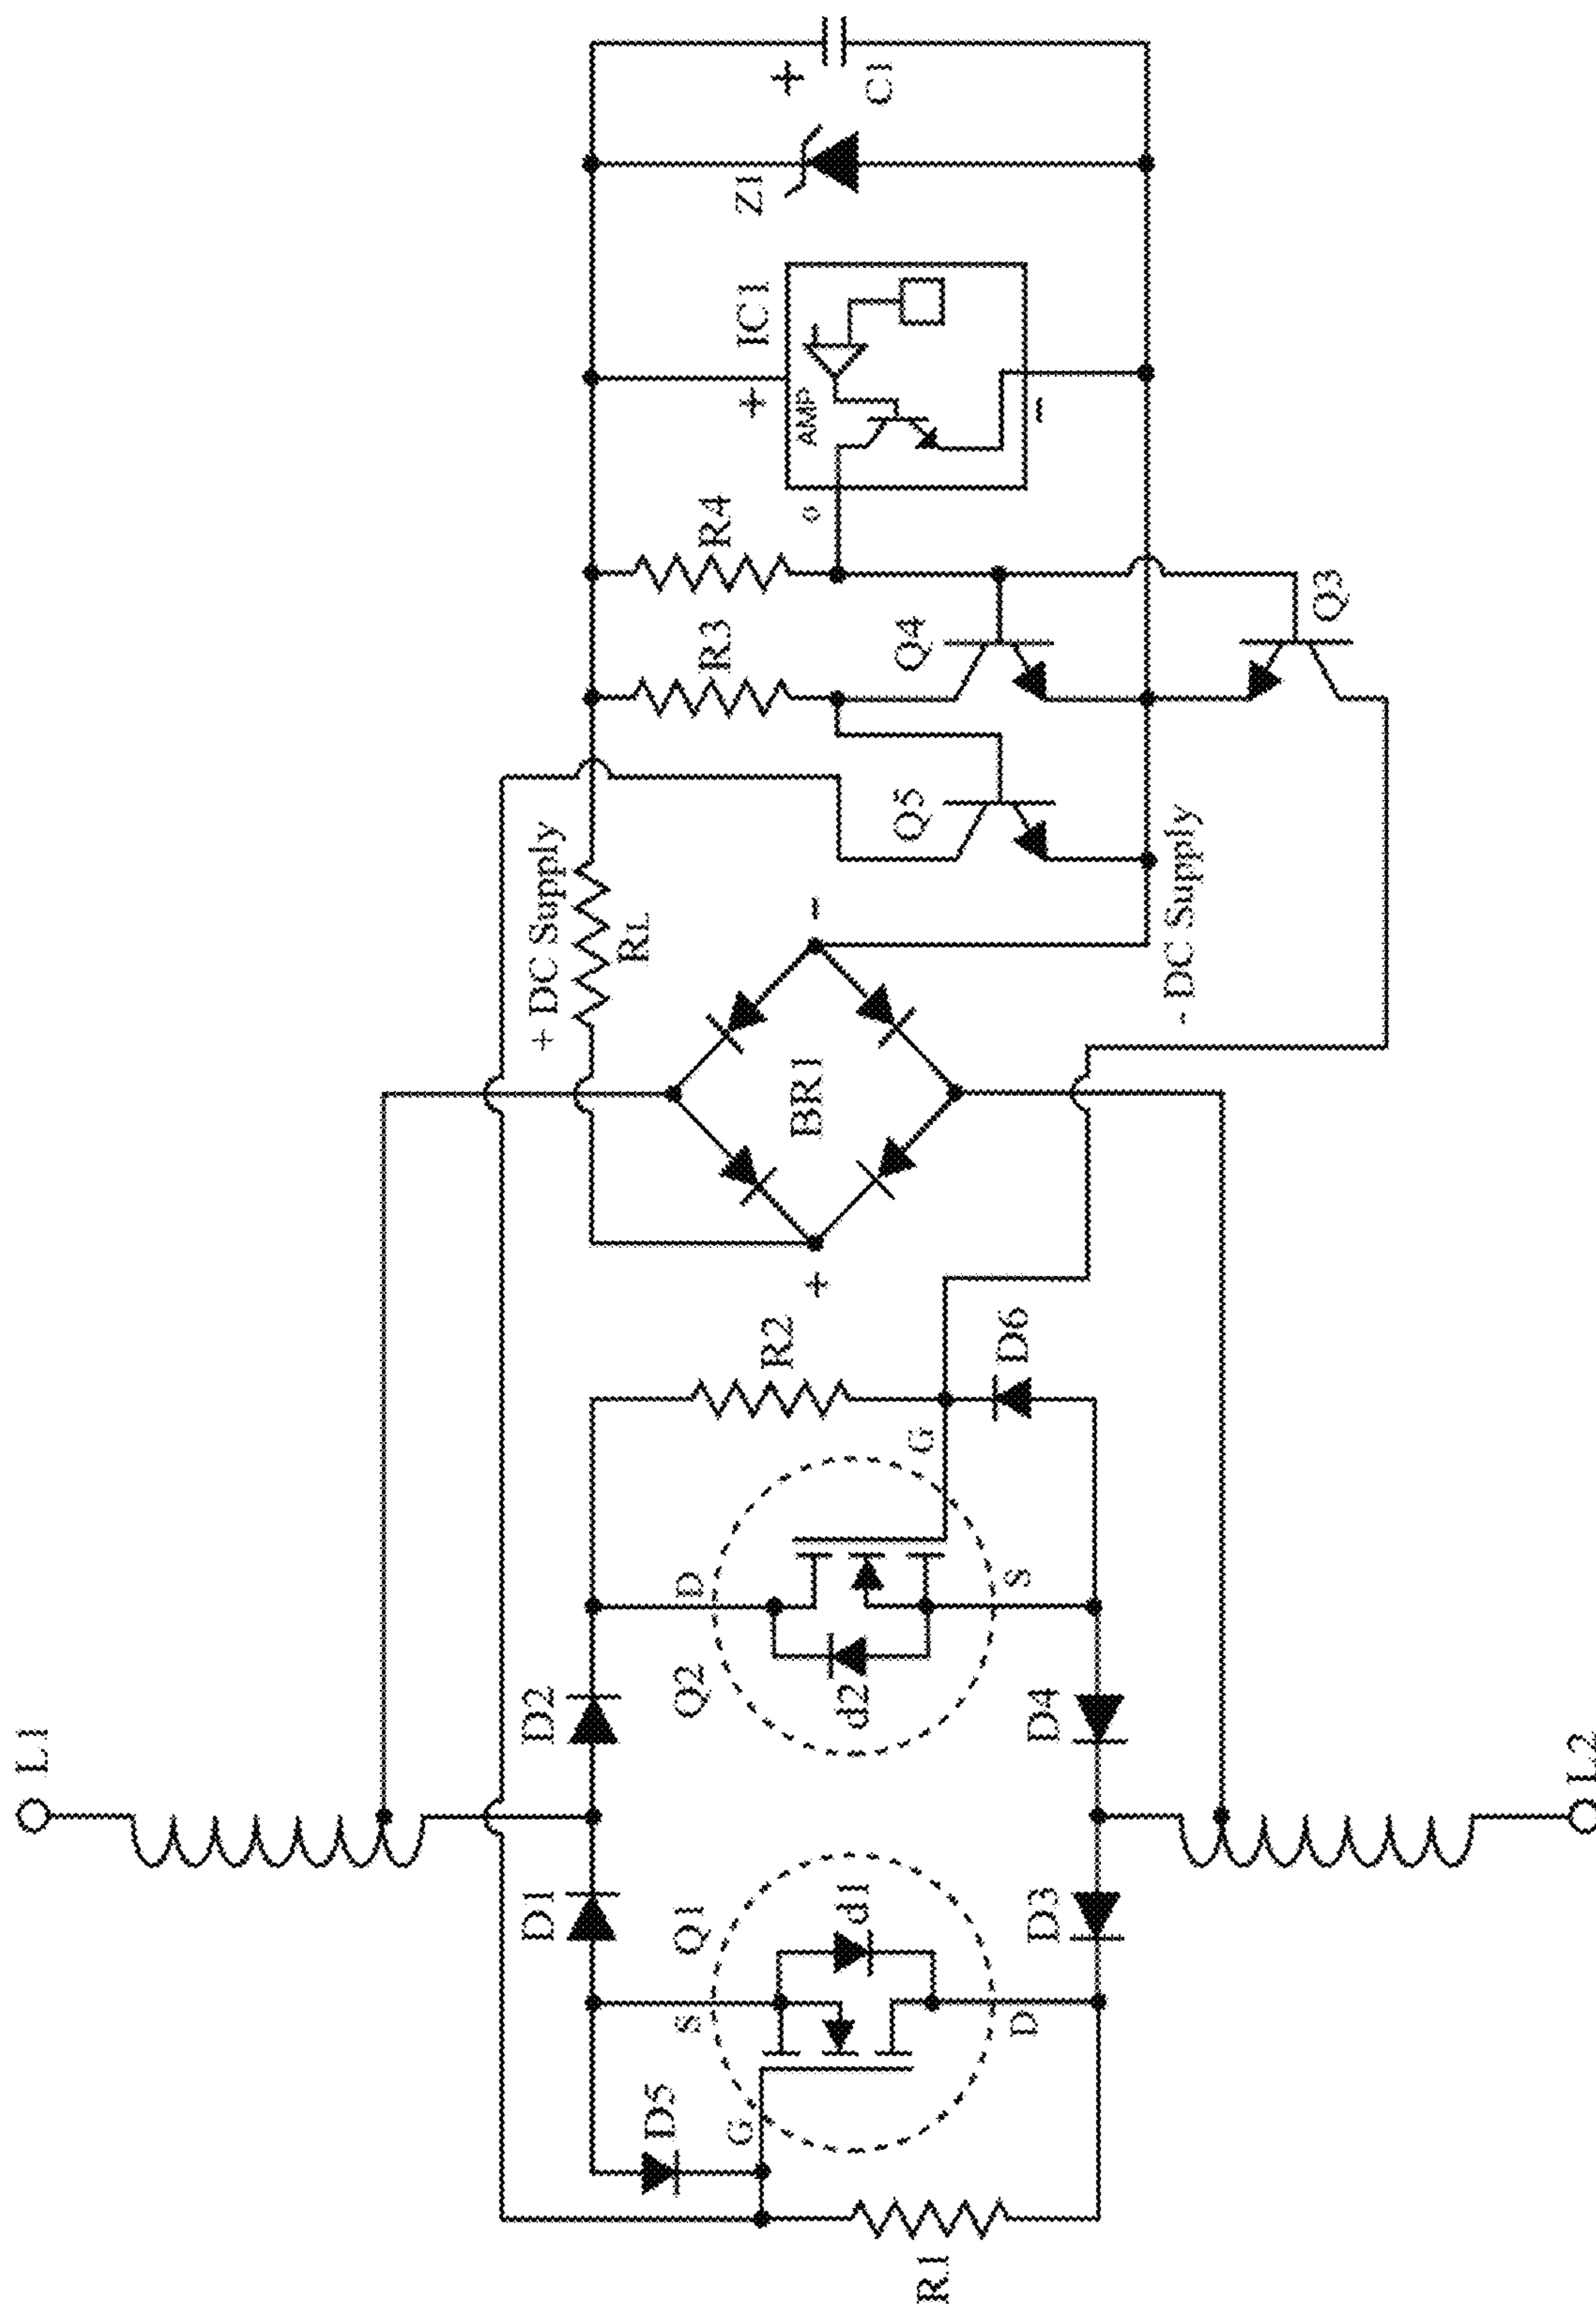 L1
D1
D2
Q1
S
d1
D
G
D5
R1
D3
D4
Q2
D
d2
S
G
R2
D6
L2
+
BR1
-
+ DC Supply
RL
- DC Supply
Q5
R3
Q4
Q3
R4
o
IC1
+
AMP
-
-
Z1
+
C1